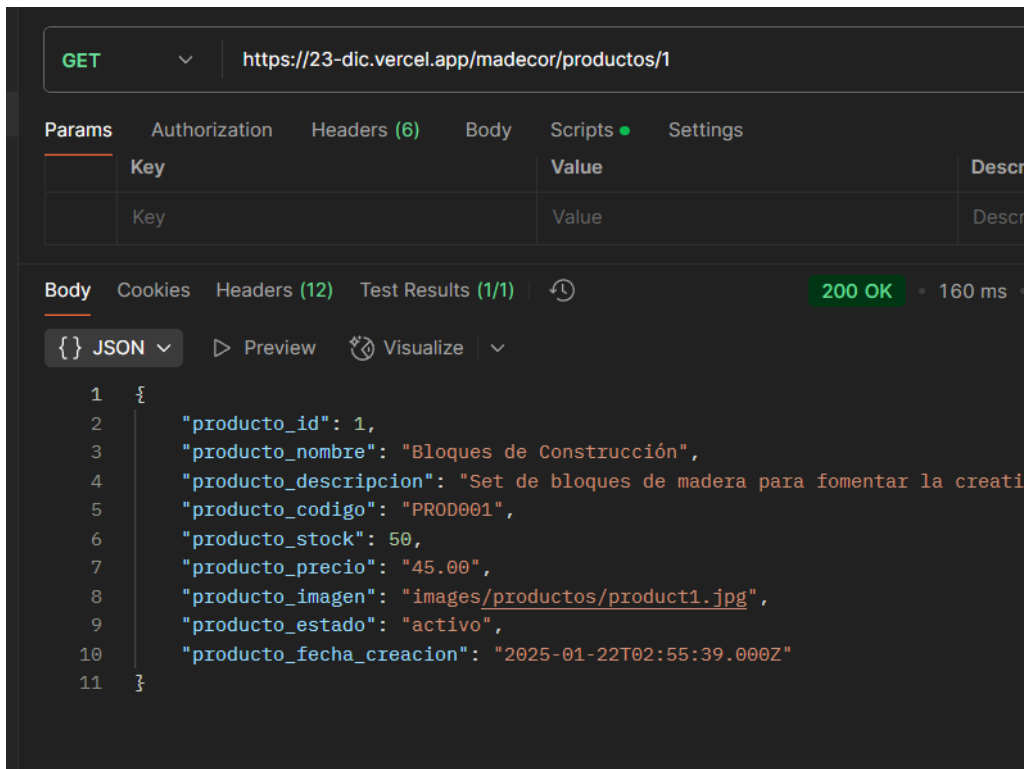 GET https://23-dic.vercel.app/madecor/productos/1
Params Authorization Headers (6) Body Scripts Settings
Key Value Descr
Key Value Descr
Body Cookies Headers (12) Test Results (1/1) 200 OK • 160 ms
{} JSON Preview Visualize
1 {
2 "producto_id": 1,
3 "producto_nombre": "Bloques de Construcción",
4 "producto_descripcion": "Set de bloques de madera para fomentar la creati
5 "producto_codigo": "PROD001",
6 "producto_stock": 50,
7 "producto_precio": "45.00",
8 "producto_imagen": "images/productos/product1.jpg",
9 "producto_estado": "activo",
10 "producto_fecha_creacion": "2025-01-22T02:55:39.000Z"
11 }